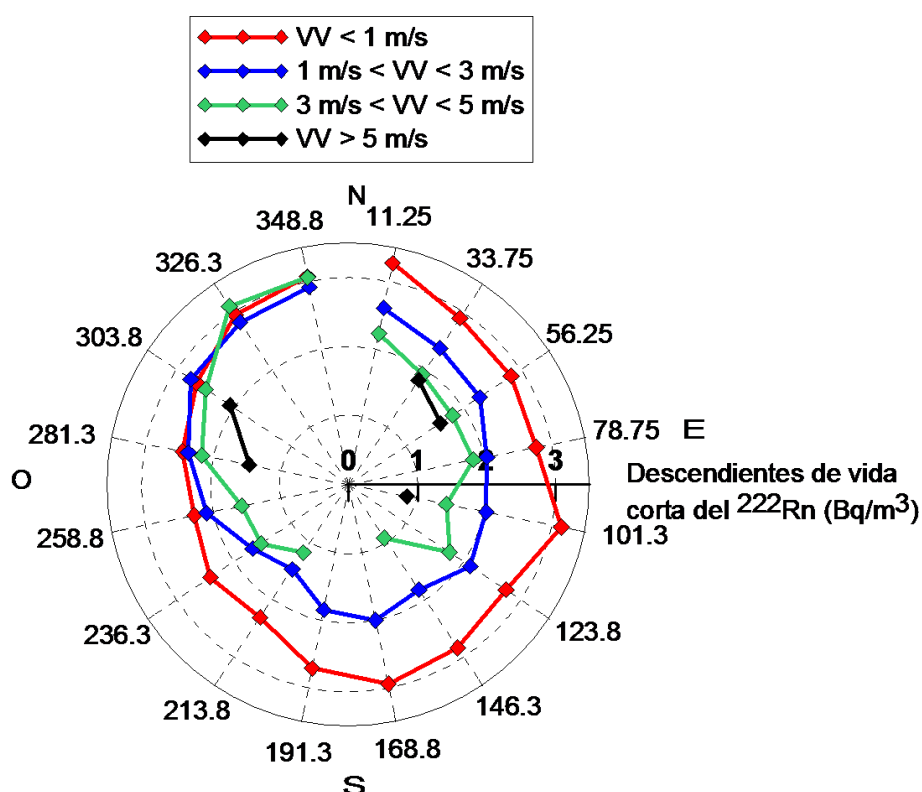 VV < 1 m/s
1 m/s < VV < 3 m/s
3 m/s < VV < 5 m/s
VV > 5 m/s
N
348.8
11.25
326.3
33.75
303.8
56.25
281.3
78.75
E
O
0 1 2 3
Descendientes de vida
corta del ²²²Rn (Bq/m³)
258.8
101.3
236.3
123.8
213.8
146.3
191.3
168.8
S